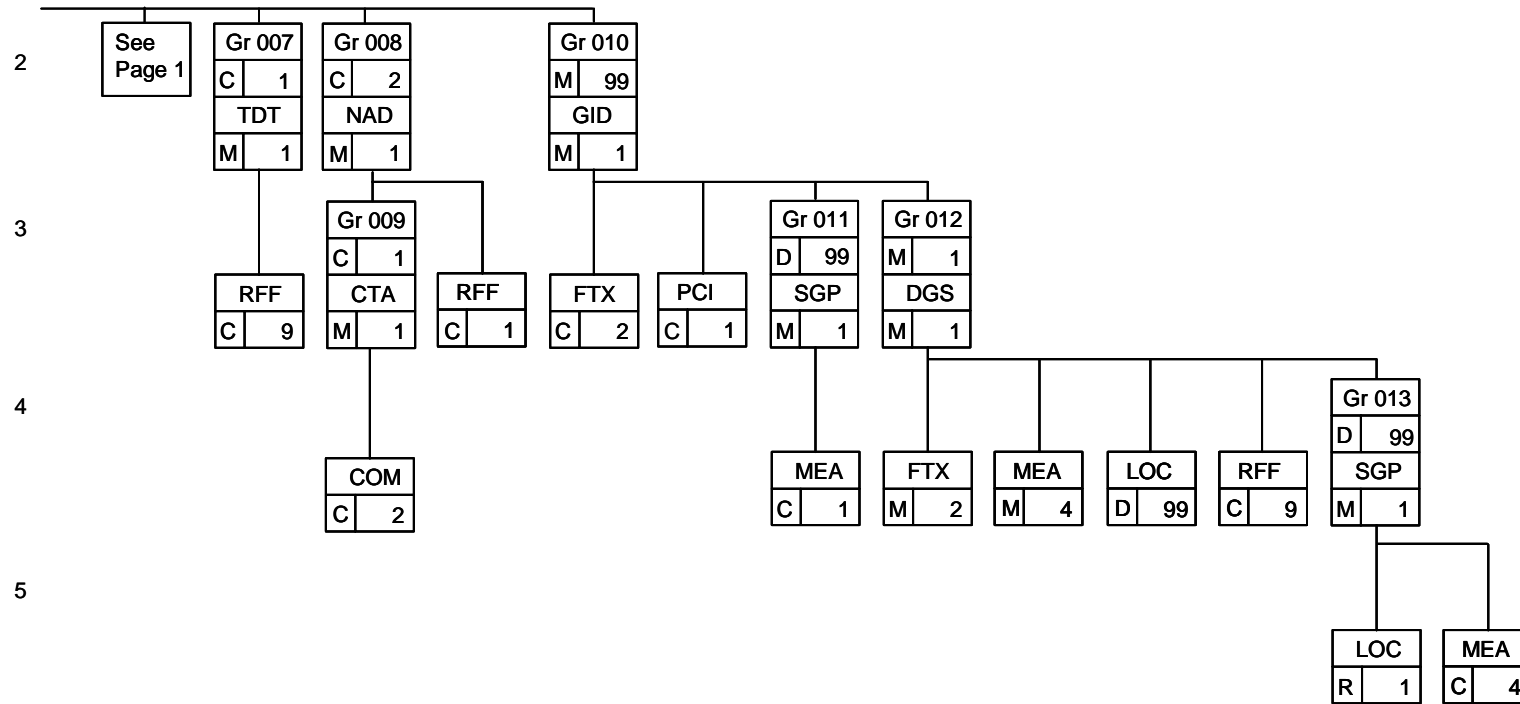 2
See
Page 1
Gr 007
C 1
TDT
M 1
Gr 008
C 2
NAD
M 1
Gr 010
M 99
GID
M 1
3
RFF
C 9
Gr 009
C 1
CTA
M 1
RFF
C 1
FTX
C 2
PCI
C 1
Gr 011
D 99
SGP
M 1
Gr 012
M 1
DGS
M 1
4
COM
C 2
MEA
C 1
FTX
M 2
MEA
M 4
LOC
D 99
RFF
C 9
Gr 013
D 99
SGP
M 1
5
LOC
R 1
MEA
C 4